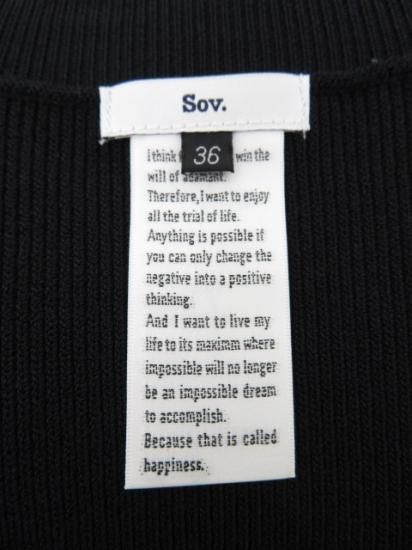 Sov.
36
I think win the
will of adamant.
Therefore, I want to enjoy
all the trial of life.
Anything is possible if
you can only change the
negative into a positive
thinking.
And I want to live my
life to its maximm where
impossible will no longer
be an impossible dream
to accomplish.
Because that is called
happiness.